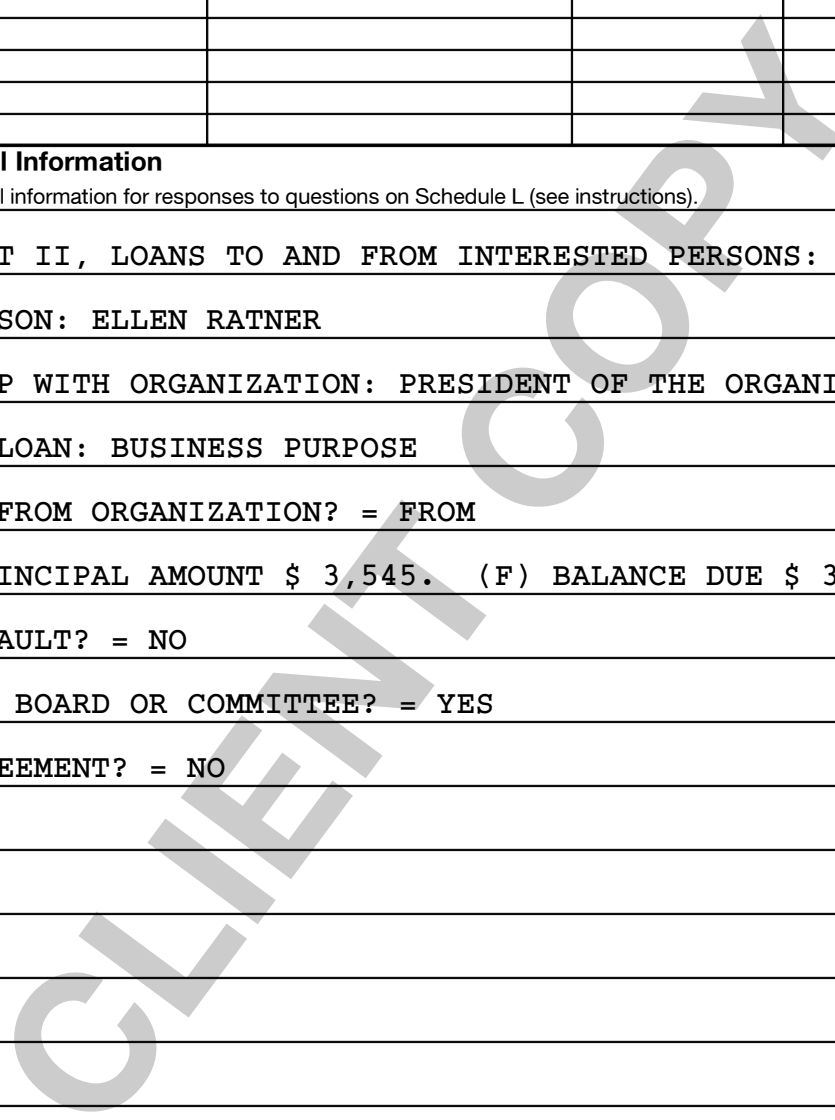 l Information
l information for responses to questions on Schedule L (see instructions).
T II, LOANS TO AND FROM INTERESTED PERSONS:
SON: ELLEN RATNER
P WITH ORGANIZATION: PRESIDENT OF THE ORGANI
LOAN: BUSINESS PURPOSE
FROM ORGANIZATION? = FROM
INCIPAL AMOUNT $ 3,545. (F) BALANCE DUE $ 3
AULT? = NO
BOARD OR COMMITTEE? = YES
EEMENT? = NO
CLIENT COPY